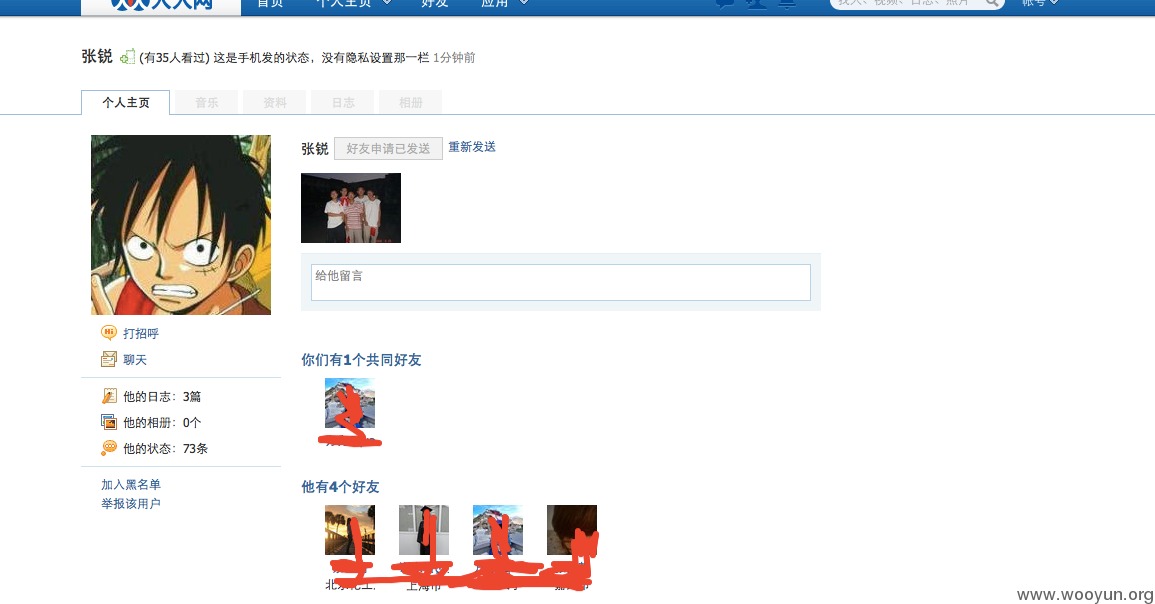 人人网 首页 个人主页 好友 应用 找人、视频、日志、照片 帐号
张锐 (有35人看过) 这是手机发的状态，没有隐私设置那一栏 1分钟前
个人主页 音乐 资料 日志 相册
张锐 好友申请已发送 重新发送
给他留言
Hi 打招呼
聊天
他的日志：3篇
他的相册：0个
他的状态：73条
加入黑名单
举报该用户
你们有1个共同好友
他有4个好友
上海市
www.wooyun.org